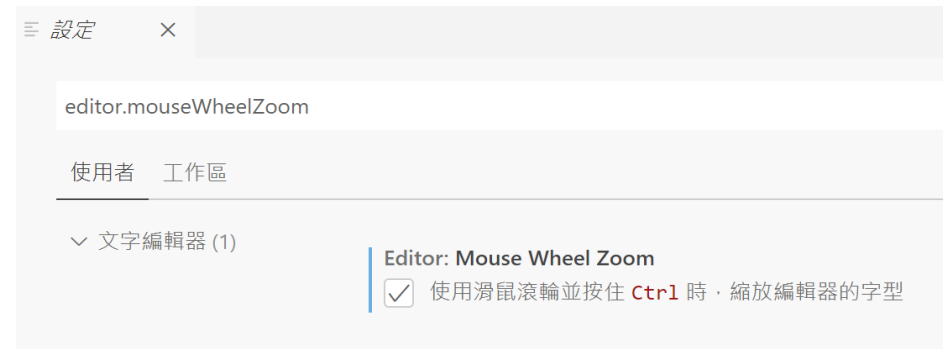 設定
editor.mouseWheelZoom
使用者 工作區
文字編輯器 (1)
Editor: Mouse Wheel Zoom
使用滑鼠滾輪並按住 Ctrl 時，縮放編輯器的字型